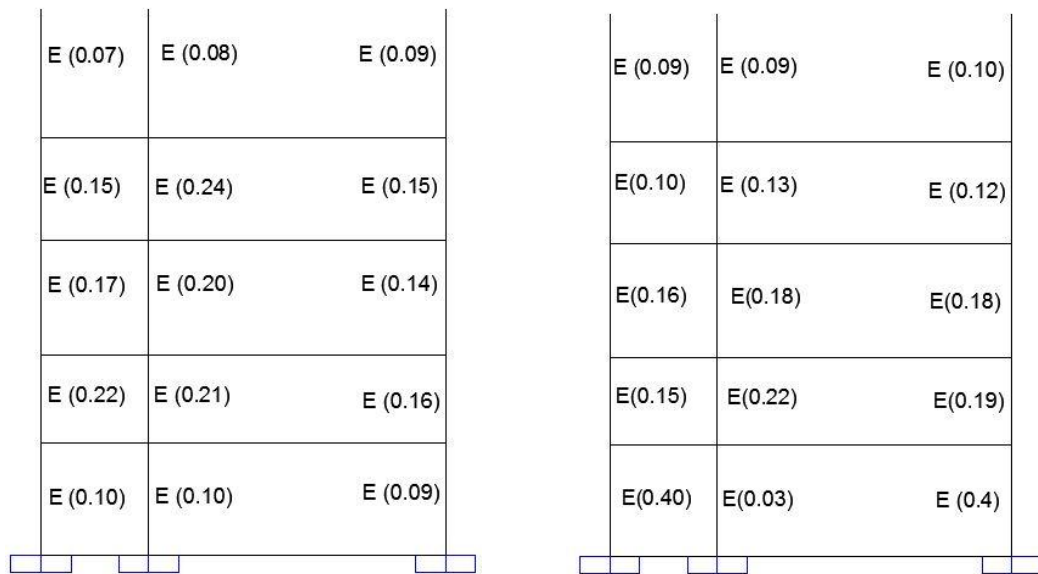 E (0.07) E (0.08) E (0.09)
E (0.15) E (0.24) E (0.15)
E (0.17) E (0.20) E (0.14)
E (0.22) E (0.21) E (0.16)
E (0.10) E (0.10) E (0.09)
E (0.09) E (0.09) E (0.10)
E(0.10) E (0.13) E (0.12)
E(0.16) E(0.18) E(0.18)
E(0.15) E(0.22) E(0.19)
E(0.40) E(0.03) E (0.4)